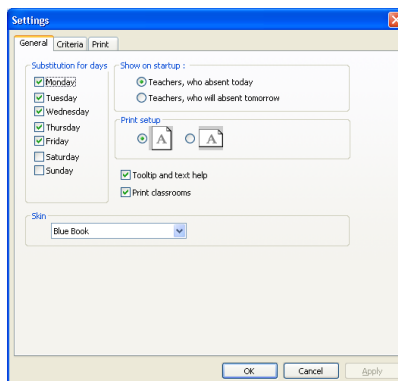 Settings
General Criteria Print
Substitution for days
Monday
Tuesday
Wednesday
Thursday
Friday
Saturday
Sunday
Show on startup :
Teachers, who absent today
Teachers, who will absent tomorrow
Print setup
A A
Tooltip and text help
Print classrooms
Skin
Blue Book
OK Cancel Apply